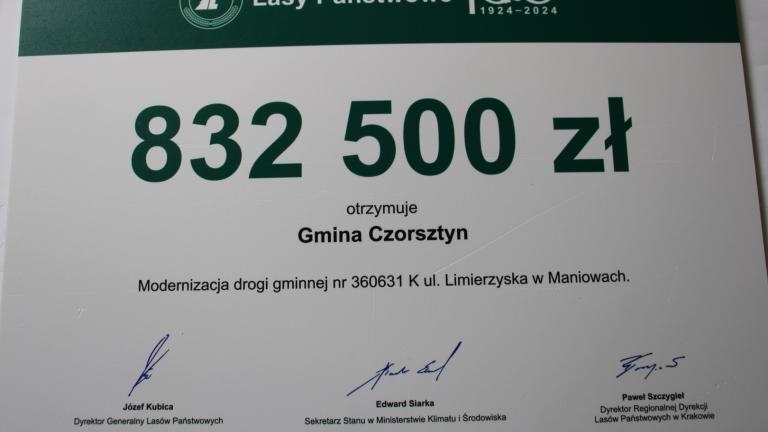 Lasy Państwowe
1924-2024
832 500 zł
otrzymuje
Gmina Czorsztyn
Modernizacja drogi gminnej nr 360631 K ul. Limierzyska w Maniowach.
Józef Kubica
Dyrektor Generalny Lasów Państwowych
Edward Siarka
Sekretarz Stanu w Ministerstwie Klimatu i Środowiska
Paweł Szczygieł
Dyrektor Regionalnej Dyrekcji
Lasów Państwowych w Krakowie